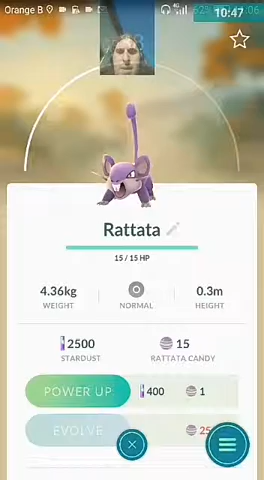 Orange B
62%
10:47
Rattata
15 / 15 HP
4.36kg
WEIGHT
NORMAL
0.3m
HEIGHT
2500
STARDUST
15
RATTATA CANDY
POWER UP
400
1
EVOLVE